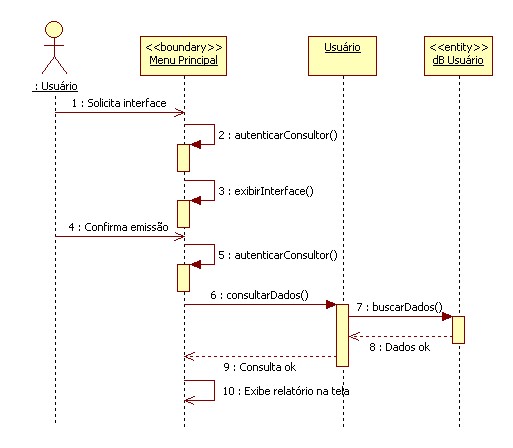 <<boundary>>
Menu Principal
Usuário
<<entity>>
dB Usuário
: Usuário
1 : Solicita interface
2 : autenticarConsultor()
3 : exibirInterface()
4 : Confirma emissão
5 : autenticarConsultor()
6 : consultarDados()
7 : buscarDados()
8 : Dados ok
9 : Consulta ok
10 : Exibe relatório na tela